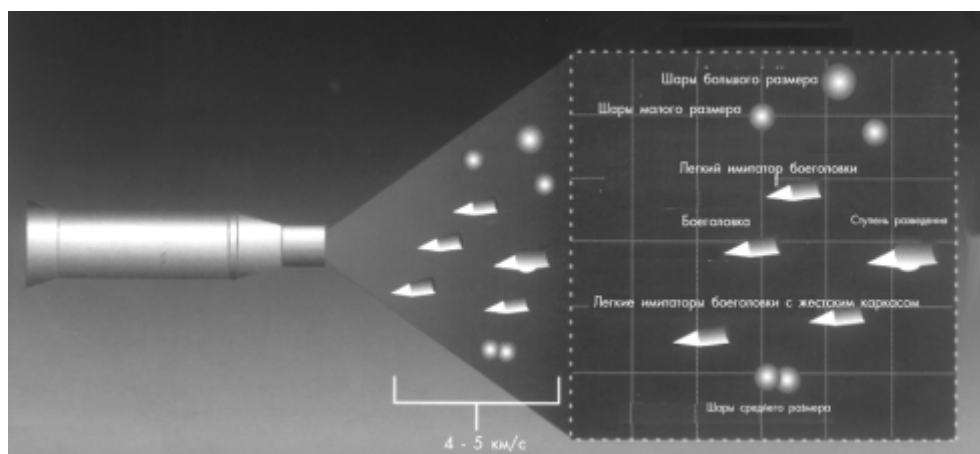 Шары большого размера
Шары малого размера
Легкий имитатор боеголовки
Боеголовка
Ступень разведения
Легкие имитаторы боеголовки с жестским каркасом
Шары среднего размера
4 - 5 км/с